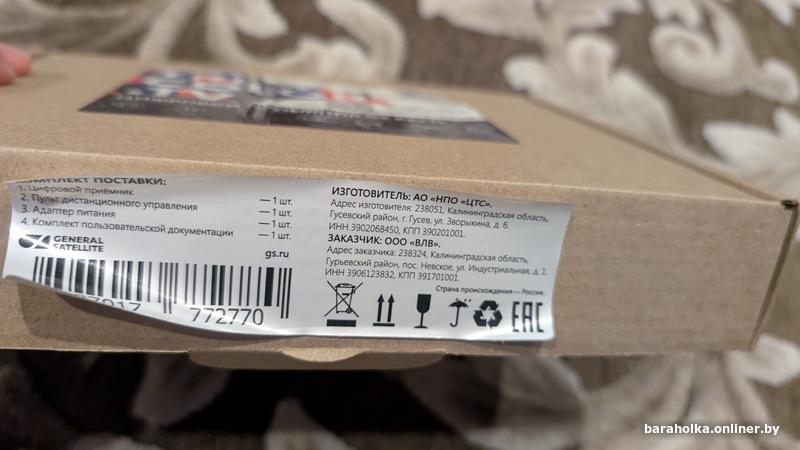 КОМПЛЕКТ ПОСТАВКИ:
1. Цифровой приёмник — 1 шт.
2. Пульт дистанционного управления — 1 шт.
3. Адаптер питания — 1 шт.
4. Комплект пользовательской документации — 1 шт.
GENERAL
SATELLITE
gs.ru
772770
ИЗГОТОВИТЕЛЬ: АО «НПО «ЦТС».
Адрес изготовителя: 238051, Калининградская область,
Гусевский район, г. Гусев, ул. Зворыкина, д. 6.
ИНН 3902068450, КПП 390201001.
ЗАКАЗЧИК: ООО «ВЛВ».
Адрес заказчика: 238324, Калининградская область,
Гурьевский район, пос. Невское, ул. Индустриальная, д.
ИНН 3906123832, КПП 391701001.
Страна происхождения — Россия.
EAC
baraholka.onliner.by